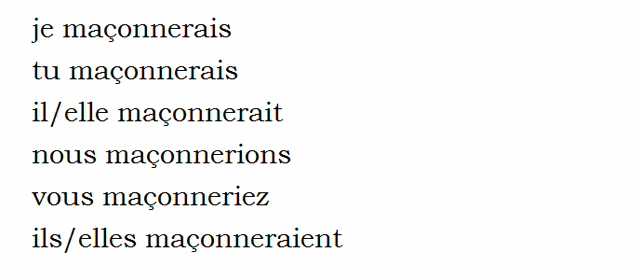 je maçonnerais
tu maçonnerais
il/elle maçonnerait
nous maçonnerions
vous maçonneriez
ils/elles maçonneraient